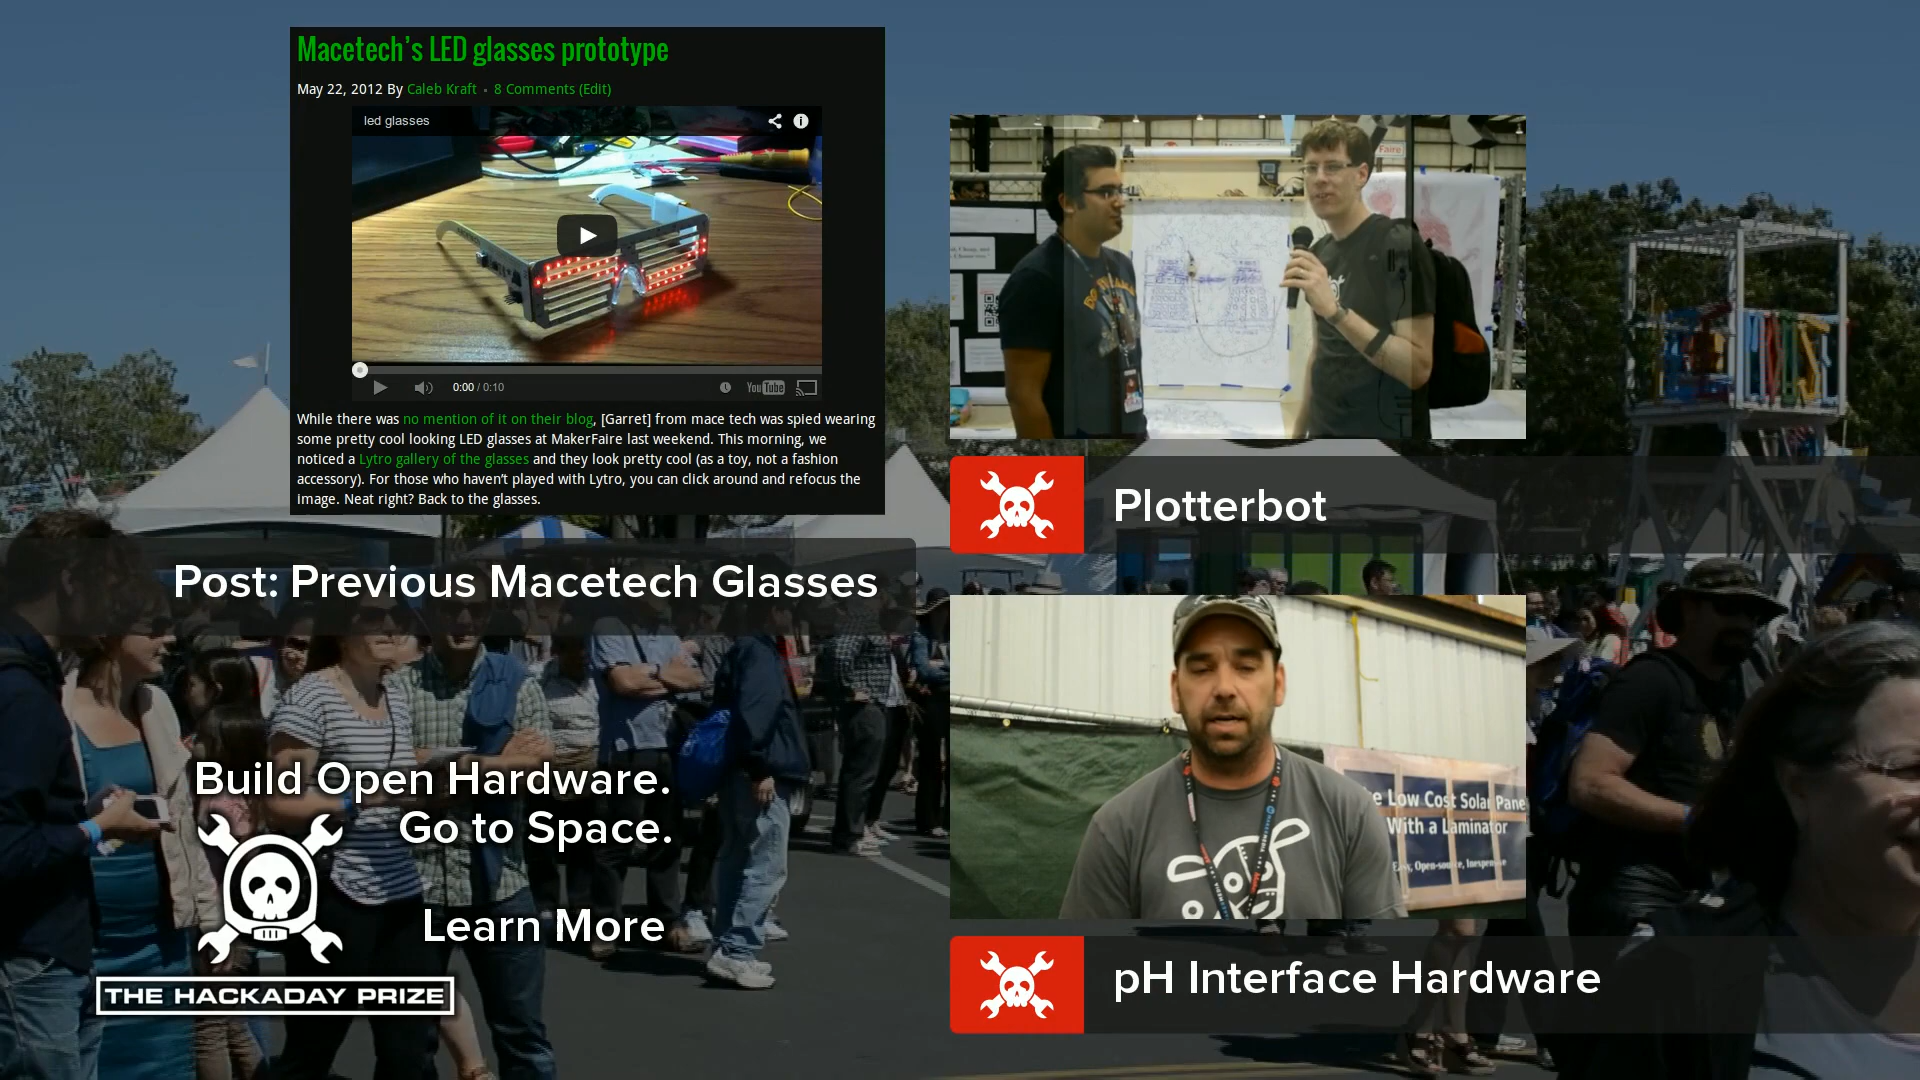 Macetech's LED glasses prototype
May 22, 2012 By Caleb Kraft • 8 Comments (Edit)
led glasses
0:00 / 0:10
YouTube
While there was no mention of it on their blog, [Garret] from mace tech was spied wearing
some pretty cool looking LED glasses at MakerFaire last weekend. This morning, we
noticed a Lytro gallery of the glasses and they look pretty cool (as a toy, not a fashion
accessory). For those who haven't played with Lytro, you can click around and refocus the
image. Neat right? Back to the glasses.
Post: Previous Macetech Glasses
Build Open Hardware.
Go to Space.
Learn More
THE HACKADAY PRIZE
Faire
Plotterbot
Low Cost Solar Pane
With a Laminator
Open-source,
pH Interface Hardware